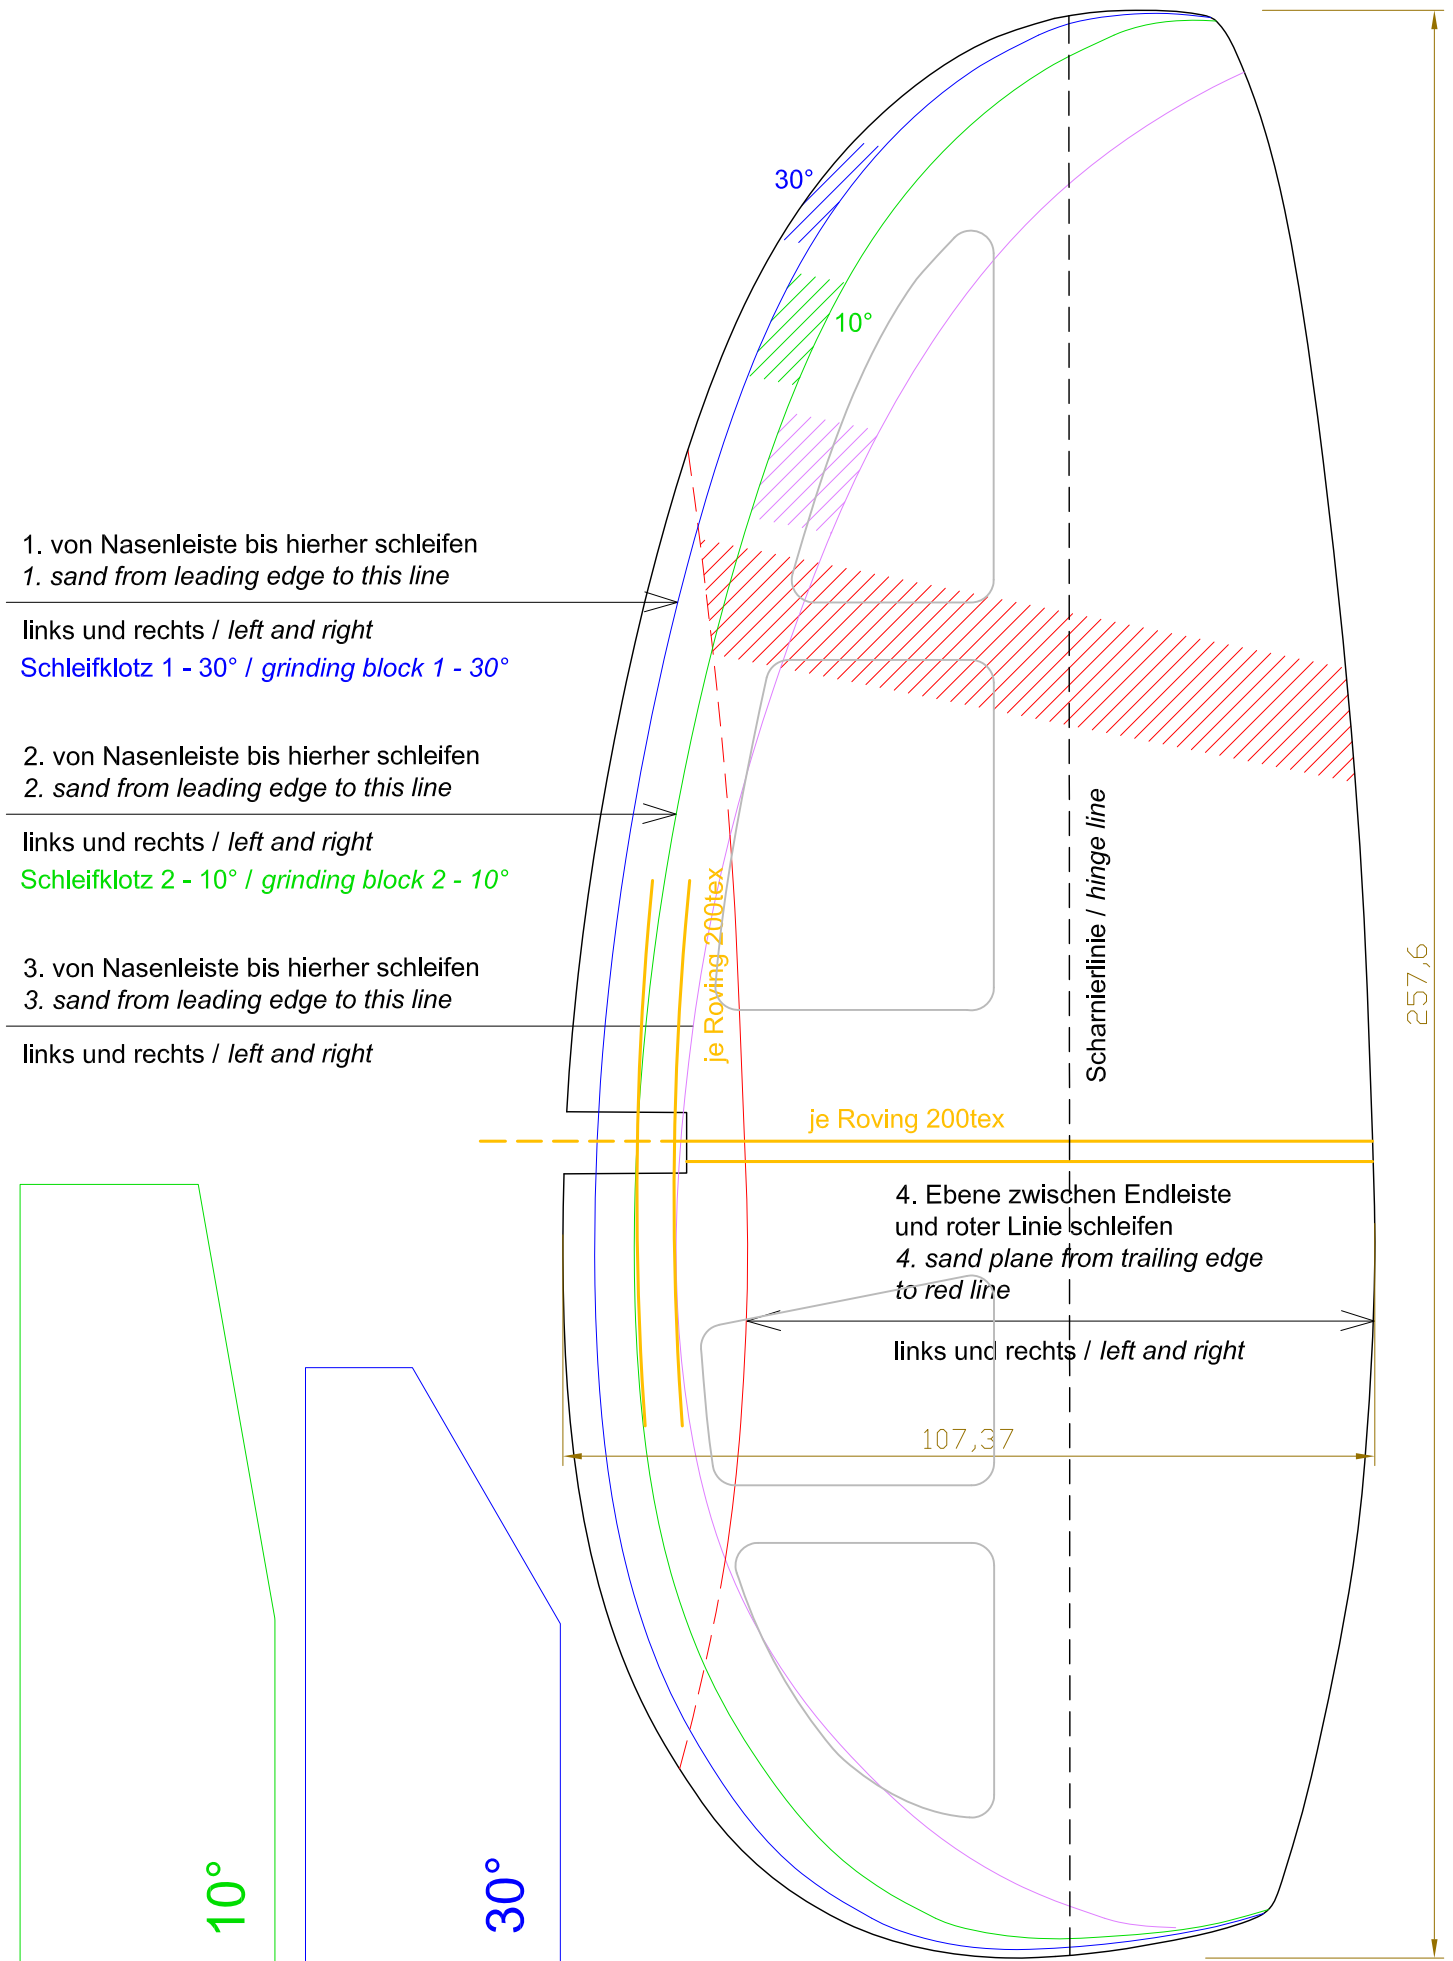 30°
10°
1. von Nasenleiste bis hierher schleifen
1. sand from leading edge to this line
links und rechts / left and right
Schleifklotz 1 - 30° / grinding block 1 - 30°
2. von Nasenleiste bis hierher schleifen
2. sand from leading edge to this line
links und rechts / left and right
Schleifklotz 2 - 10° / grinding block 2 - 10°
3. von Nasenleiste bis hierher schleifen
3. sand from leading edge to this line
links und rechts / left and right
je Roving 200tex
Scharnierlinie / hinge line
257,6
je Roving 200tex
4. Ebene zwischen Endleiste
und roter Linie schleifen
4. sand plane from trailing edge
to red line
links und rechts / left and right
107,37
10°
30°